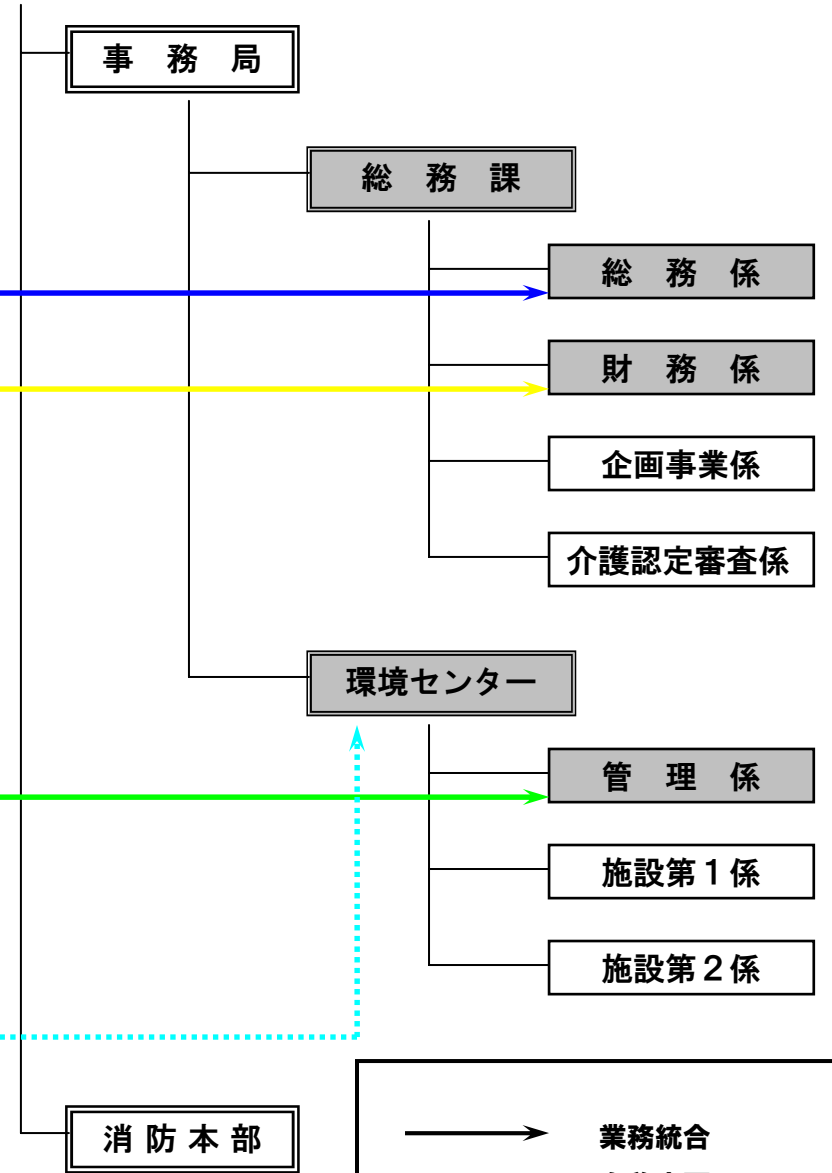 事　務　局
総　務　課
総　務　係
財　務　係
企画事業係
介護認定審査係
環境センター
管　理　係
施設第１係
施設第２係
消 防 本 部
業務統合